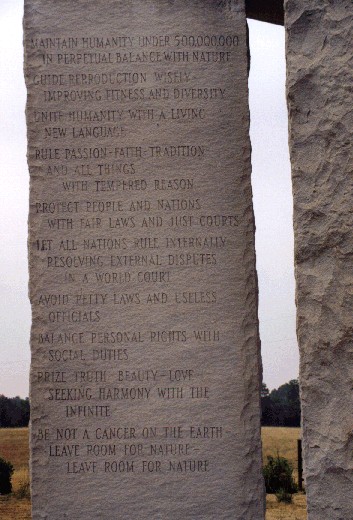 MAINTAIN HUMANITY UNDER 500,000,000
IN PERPETUAL BALANCE WITH NATURE
GUIDE REPRODUCTION WISELY-
IMPROVING FITNESS AND DIVERSITY
UNITE HUMANITY WITH A LIVING
NEW LANGUAGE
RULE PASSION-FAITH-TRADITION
AND ALL THINGS
WITH TEMPERED REASON
PROTECT PEOPLE AND NATIONS
WITH FAIR LAWS AND JUST COURTS
LET ALL NATIONS RULE INTERNALLY
RESOLVING EXTERNAL DISPUTES
IN A WORLD COURT
AVOID PETTY LAWS AND USELESS
OFFICIALS
BALANCE PERSONAL RIGHTS WITH
SOCIAL DUTIES
PRIZE TRUTH-BEAUTY-LOVE
SEEKING HARMONY WITH THE
INFINITE
BE NOT A CANCER ON THE EARTH
LEAVE ROOM FOR NATURE-
LEAVE ROOM FOR NATURE